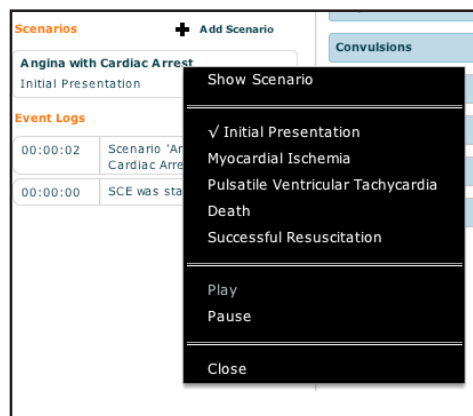 Scenarios
Add Scenario
Convulsions
Angina with Cardiac Arrest
Initial Presentation
Event Logs
00:00:02
Scenario 'An
Cardiac Arre
00:00:00
SCE was sta
Show Scenario
√ Initial Presentation
Myocardial Ischemia
Pulsatile Ventricular Tachycardia
Death
Successful Resuscitation
Play
Pause
Close